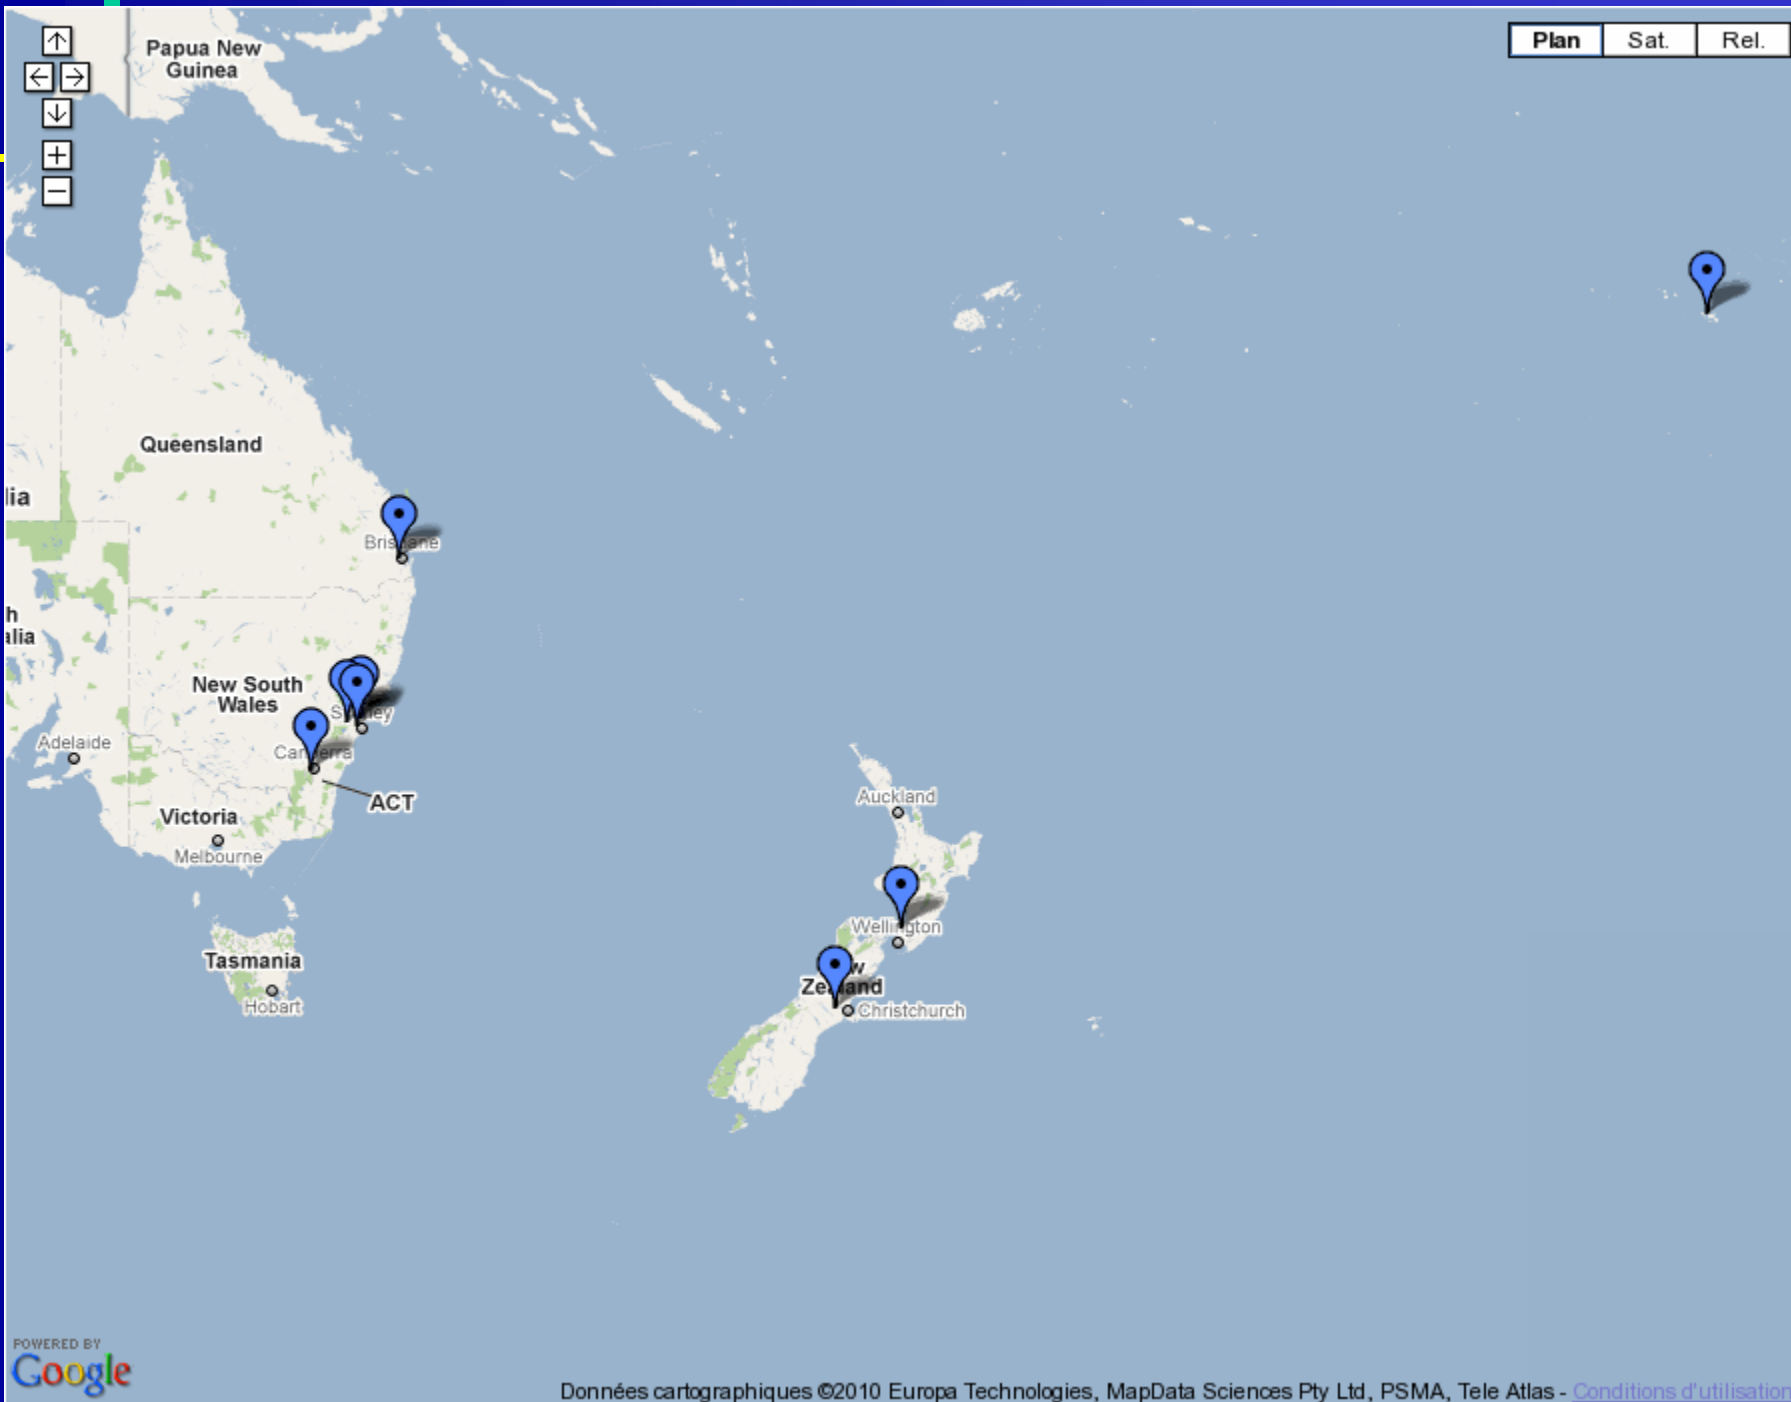 Papua New
Guinea
Plan
Sat.
Rel.
Queensland
lia
Brisbane
h
alia
New South
Wales
Sydney
Adelaide
Canberra
ACT
Victoria
Melbourne
Auckland
Wellington
Tasmania
New
Zealand
Hobart
Christchurch
POWERED BY
Google
Données cartographiques ©2010 Europa Technologies, MapData Sciences Pty Ltd, PSMA, Tele Atlas - Conditions d'utilisation